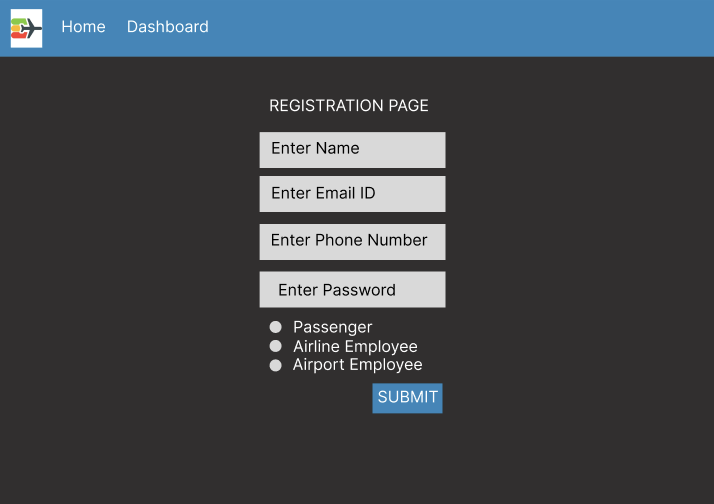 Home Dashboard
REGISTRATION PAGE
Enter Name
Enter Email ID
Enter Phone Number
Enter Password
Passenger
Airline Employee
Airport Employee
SUBMIT